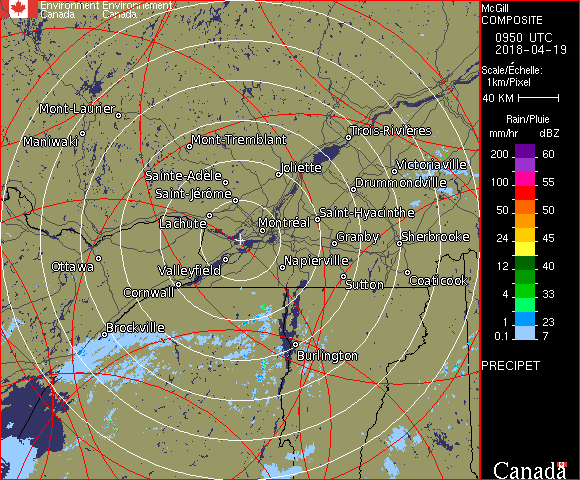 Environment Environnement
Canada Canada
McGill
COMPOSITE
0950 UTC
2018-04-19
Scale/Échelle:
1km/Pixel
40 KM
Rain/Pluie
mm/hr dBZ
200 60
150 57
100 55
50 50
24 45
12 40
4 33
1 23
0.1 7
PRECIPET
Canada
Mont-Laurier
Maniwaki
Mont-Tremblant
Trois-Rivières
Sainte-Adèle
Joliette
Victoriaville
Saint-Jérôme
Drummondville
Lachute
Montréal
Saint-Hyacinthe
Granby
Sherbrooke
Ottawa
Valleyfield
Napierville
Cornwall
Sutton
Coaticook
Brockville
Burlington